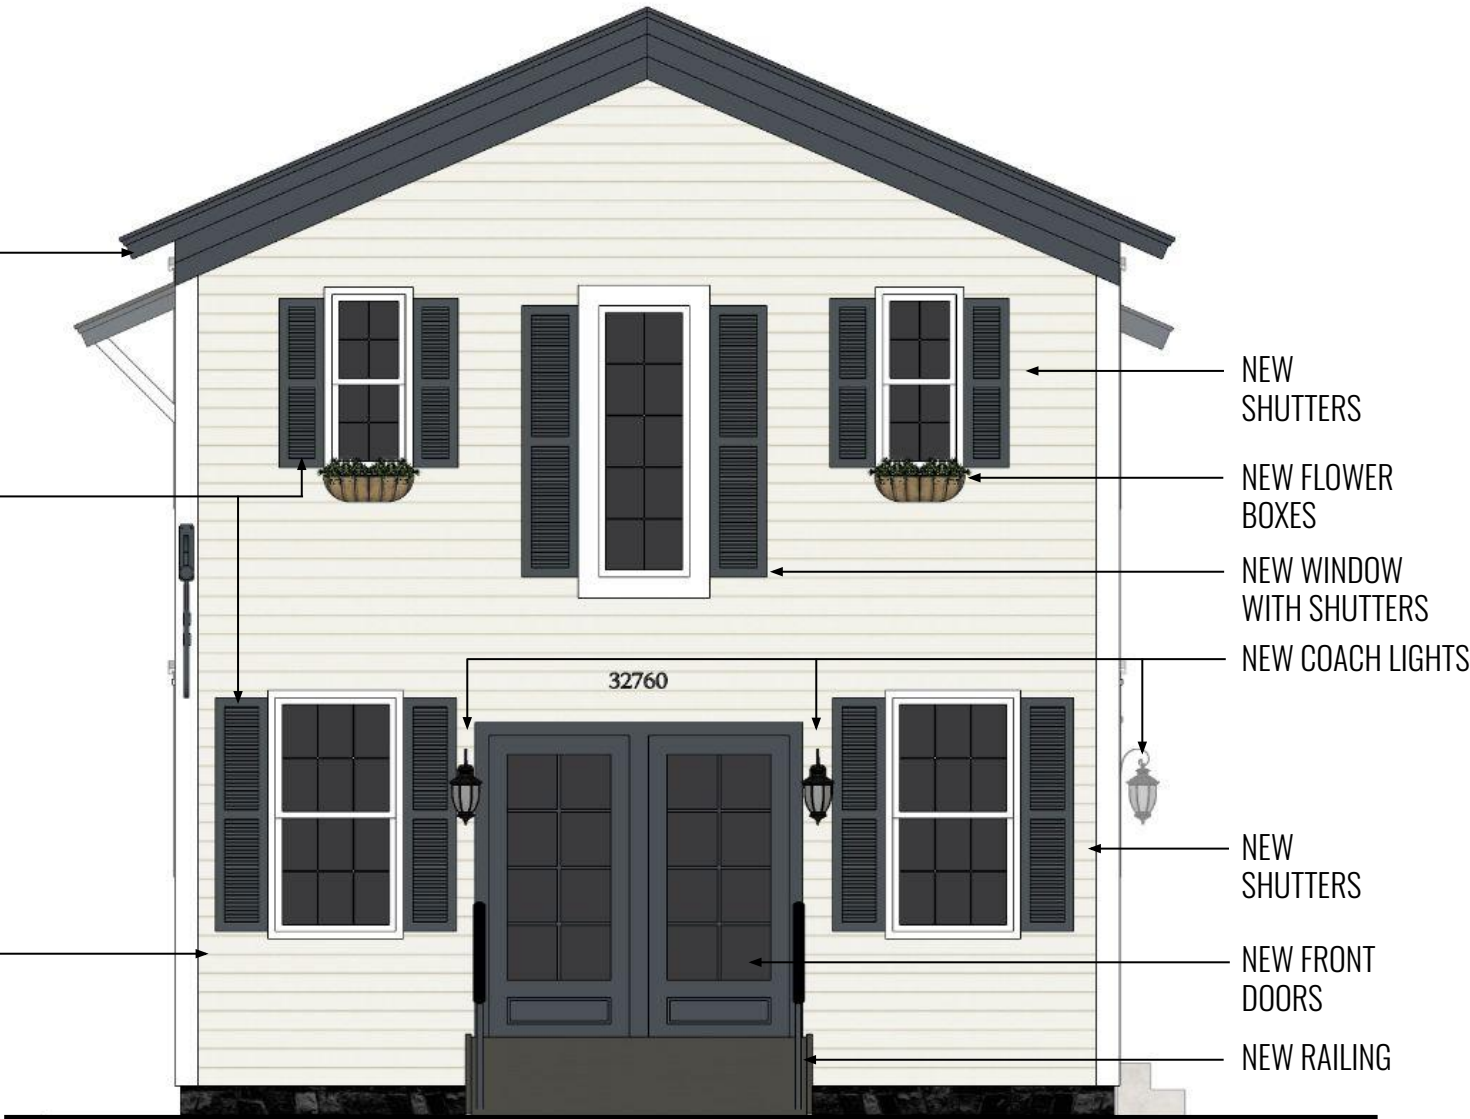 NEW
SHUTTERS
NEW FLOWER
BOXES
NEW WINDOW
WITH SHUTTERS
NEW COACH LIGHTS
32760
NEW
SHUTTERS
NEW FRONT
DOORS
NEW RAILING